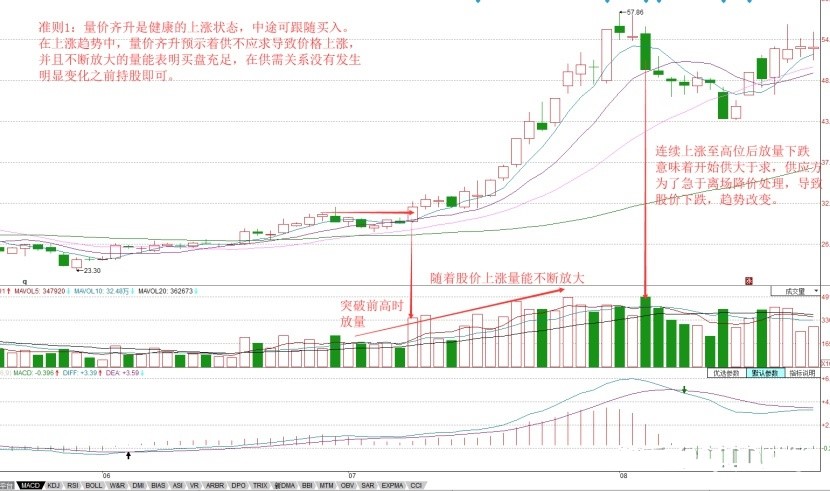 准则1：量价齐升是健康的上涨状态，中途可跟随买入。
在上涨趋势中，量价齐升预示着供不应求导致价格上涨，
并且不断放大的量能表明买盘充足，在供需关系没有发生
明显变化之前持股即可。
57.86
连续上涨至高位后放量下跌
意味着开始供大于求，供应方
为了急于离场降价处理，导致
股价下跌，趋势改变。
23.30
随着股价上涨量能不断放大
突破前高时
放量
MAVOL5: 347920 MAVOL10: 32.48万 MAVOL20: 362673
成交量
MACD: -0.396 DIFF: +3.39 DEA: +3.59
优选参数 默认参数 指标说明
06 07 08
平台 MACD KDJ RSI BOLL W&R DMI BIAS ASI VR ARBR DPO TRIX 新DMA BBI MTM OBV SAR EXPMA CCI